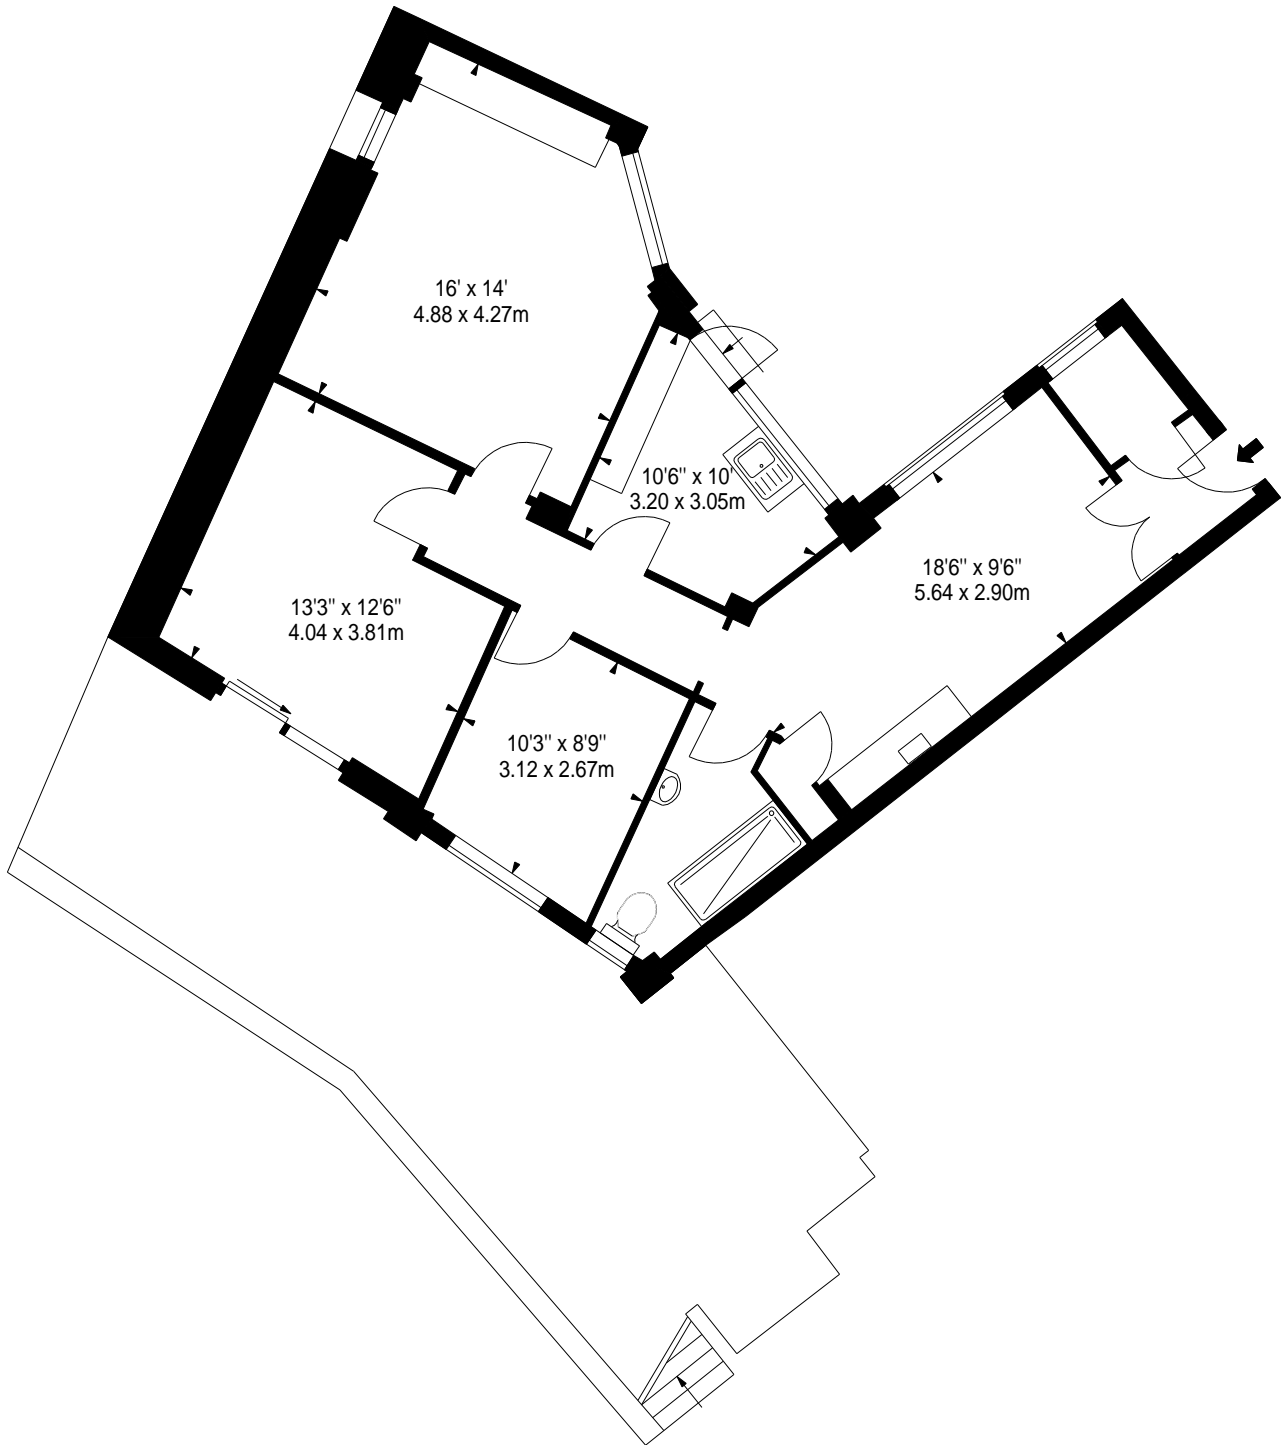 16' x 14'
4.88 x 4.27m
10'6" x 10'
3.20 x 3.05m
18'6" x 9'6"
5.64 x 2.90m
13'3" x 12'6"
4.04 x 3.81m
10'3" x 8'9"
3.12 x 2.67m